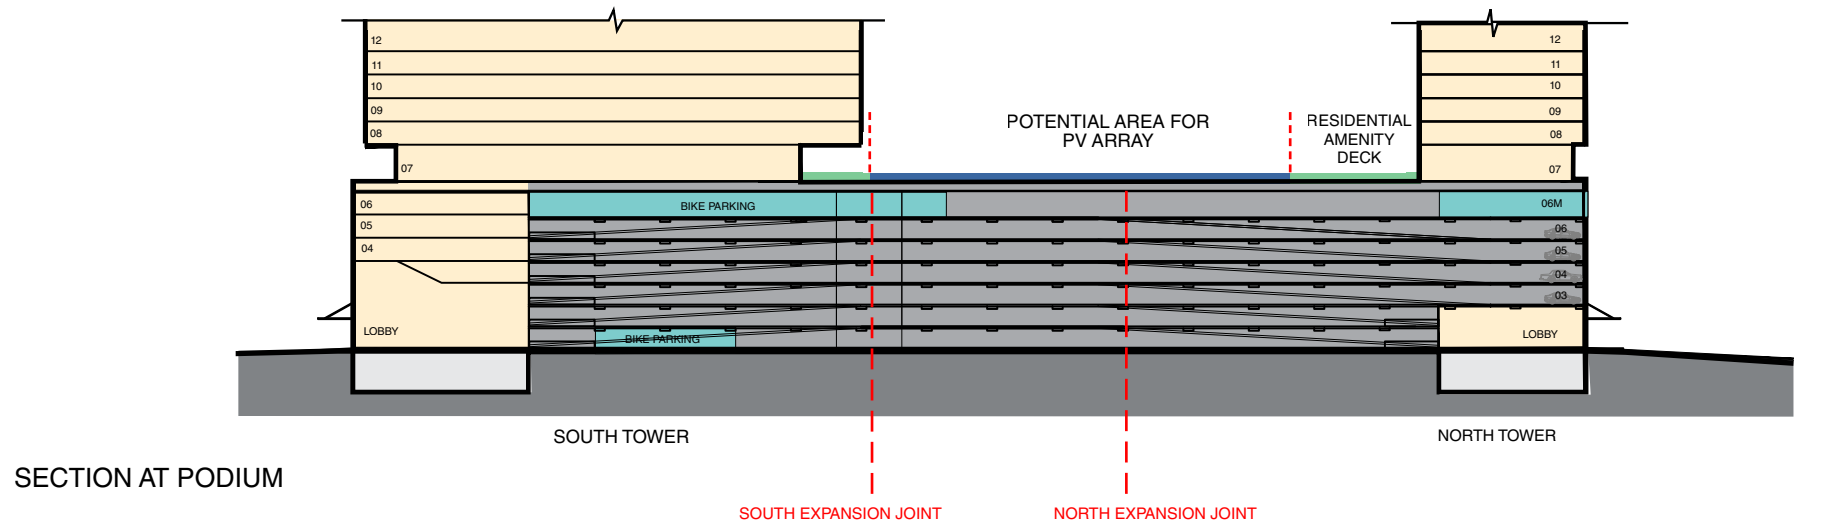 12
11
10
09
08
07
12
11
10
09
08
07
POTENTIAL AREA FOR
PV ARRAY
RESIDENTIAL
AMENITY
DECK
06
05
04
LOBBY
BIKE PARKING
BIKE PARKING
06M
06
05
04
03
LOBBY
SOUTH TOWER
NORTH TOWER
SECTION AT PODIUM
SOUTH EXPANSION JOINT
NORTH EXPANSION JOINT